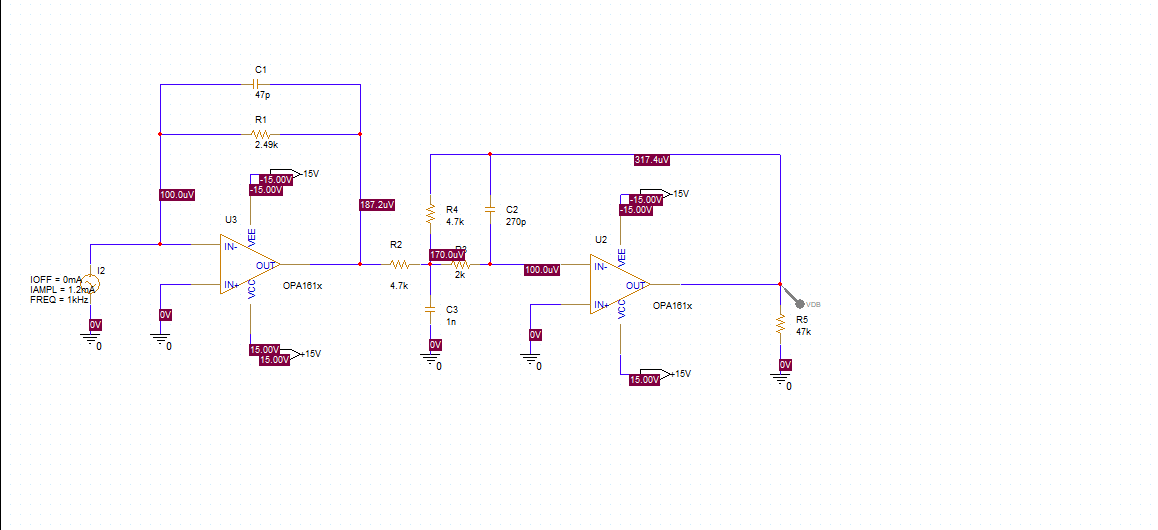 C1
47p
R1
2.49k
-15V
-15.00V
-15.00V
100.0uV
187.2uV
U3
VEE
IN-
OUT
IN+
VCC
OPA161x
I2
IOFF = 0mA
IAMPL = 1.2mA
FREQ = 1kHz
0V
0
0V
0
15.00V
15.00V
+15V
R2
4.7k
R4
4.7k
170.0uV
2k
C2
270p
C3
1n
0V
0
317.4uV
100.0uV
-15V
-15.00V
-15.00V
U2
VEE
IN-
OUT
IN+
VCC
OPA161x
0V
0
15.00V
+15V
VDB
R5
47k
0V
0